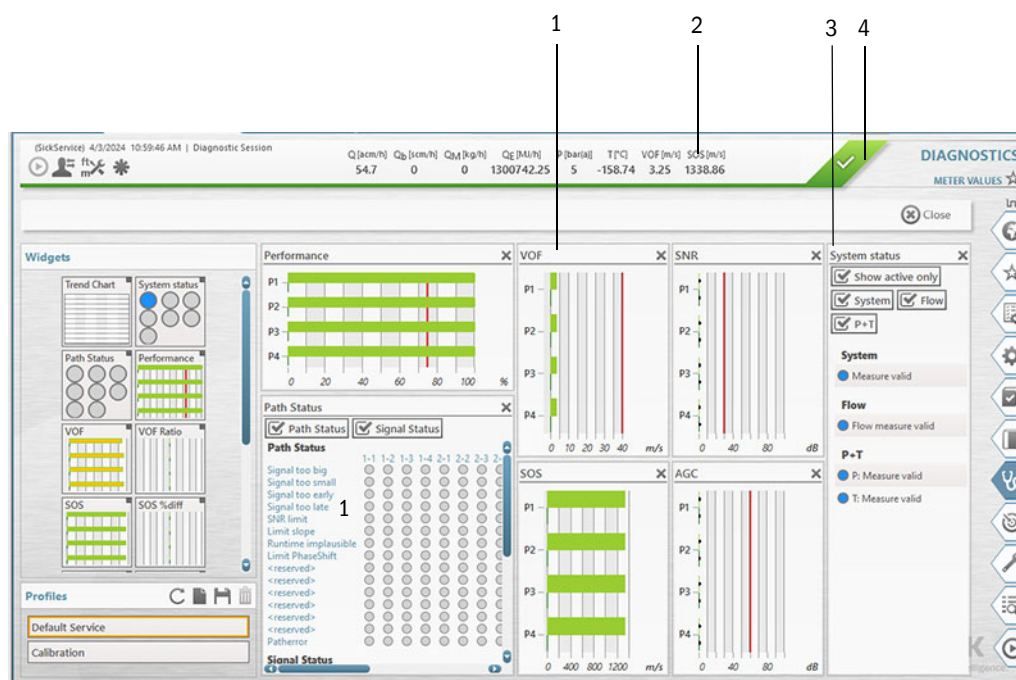 1 2 3 4
(SickService) 4/3/2024 10:59:46 AM | Diagnostic Session
Q [acm/h] Qb [scm/h] QM [kg/h] QE [MJ/h] P [bar(a)] T [°C] VOF [m/s] SOS [m/s]
54.7 0 0 1300742.25 5 -158.74 3.25 1338.86
DIAGNOSTICS
METER VALUES
ft
m
Close
Widgets
Trend Chart
System status
Path Status
Performance
VOF
VOF Ratio
SOS
SOS %diff
Profiles
Default Service
Calibration
Performance
P1
P2
P3
P4
0 20 40 60 80 100 %
Path Status
Path Status
Signal Status
Path Status
1-1 1-2 1-3 1-4 2-1 2-2 2-3 2-
Signal too big
Signal too small
Signal too early
Signal too late
1
SNR limit
Limit slope
Runtime implausible
Limit PhaseShift
<reserved>
<reserved>
<reserved>
<reserved>
<reserved>
<reserved>
Patherror
Signal Status
VOF
P1
P2
P3
P4
0 10 20 30 40 m/s
SNR
P1
P2
P3
P4
0 40 80 dB
SOS
P1
P2
P3
P4
0 400 800 1200 m/s
AGC
P1
P2
P3
P4
0 40 80 dB
System status
Show active only
System
Flow
P+T
System
Measure valid
Flow
Flow measure valid
P+T
P: Measure valid
T: Measure valid